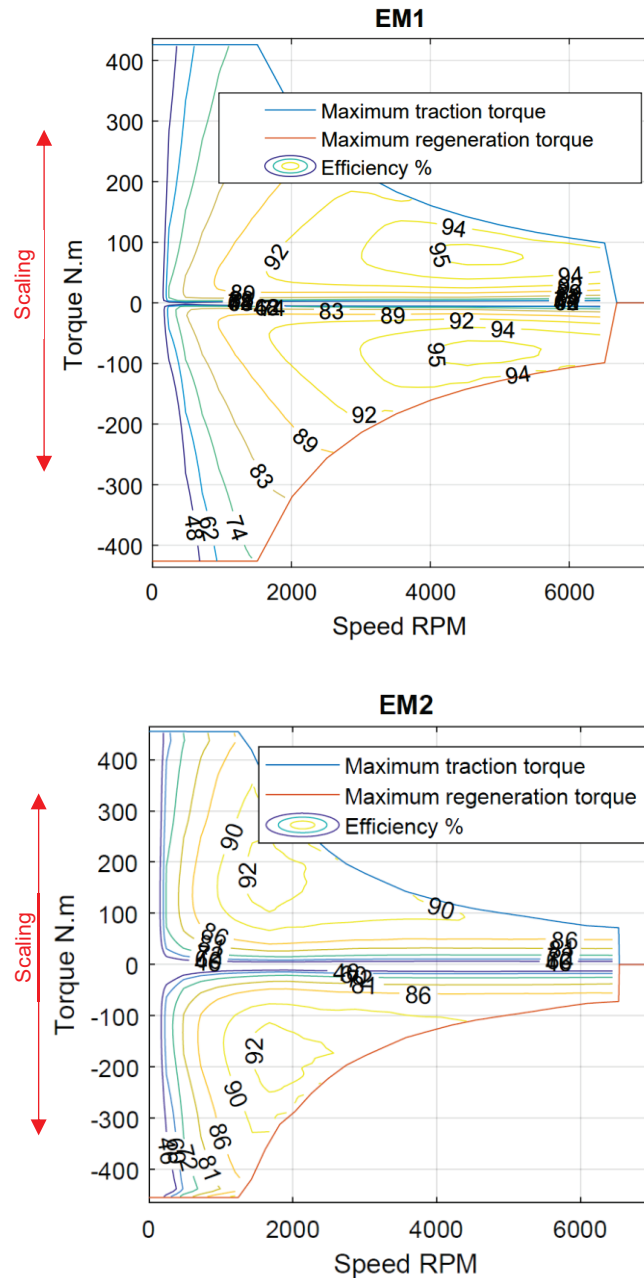 EM1
400
300
200
100
0
-100
-200
-300
-400
Torque N.m
Scaling
Maximum traction torque
Maximum regeneration torque
Efficiency %
94
92
95
94
89
83 89 92 94
95
94
92
89
83
74
62
48
0 2000 4000 6000
Speed RPM
EM2
400
300
200
100
0
-100
-200
-300
-400
Torque N.m
Scaling
Maximum traction torque
Maximum regeneration torque
Efficiency %
90
92
90
86 86
81 86
92
90
86
81
72
0 2000 4000 6000
Speed RPM